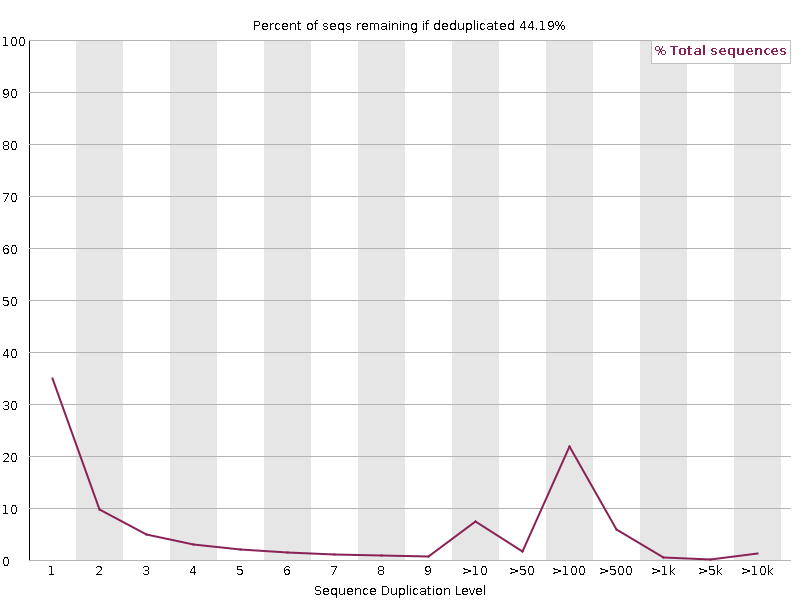 Percent of seqs remaining if deduplicated 44.19%
% Total sequences
100
90
80
70
60
50
40
30
20
10
0
1 2 3 4 5 6 7 8 9 >10 >50 >100 >500 >1k >5k >10k
Sequence Duplication Level